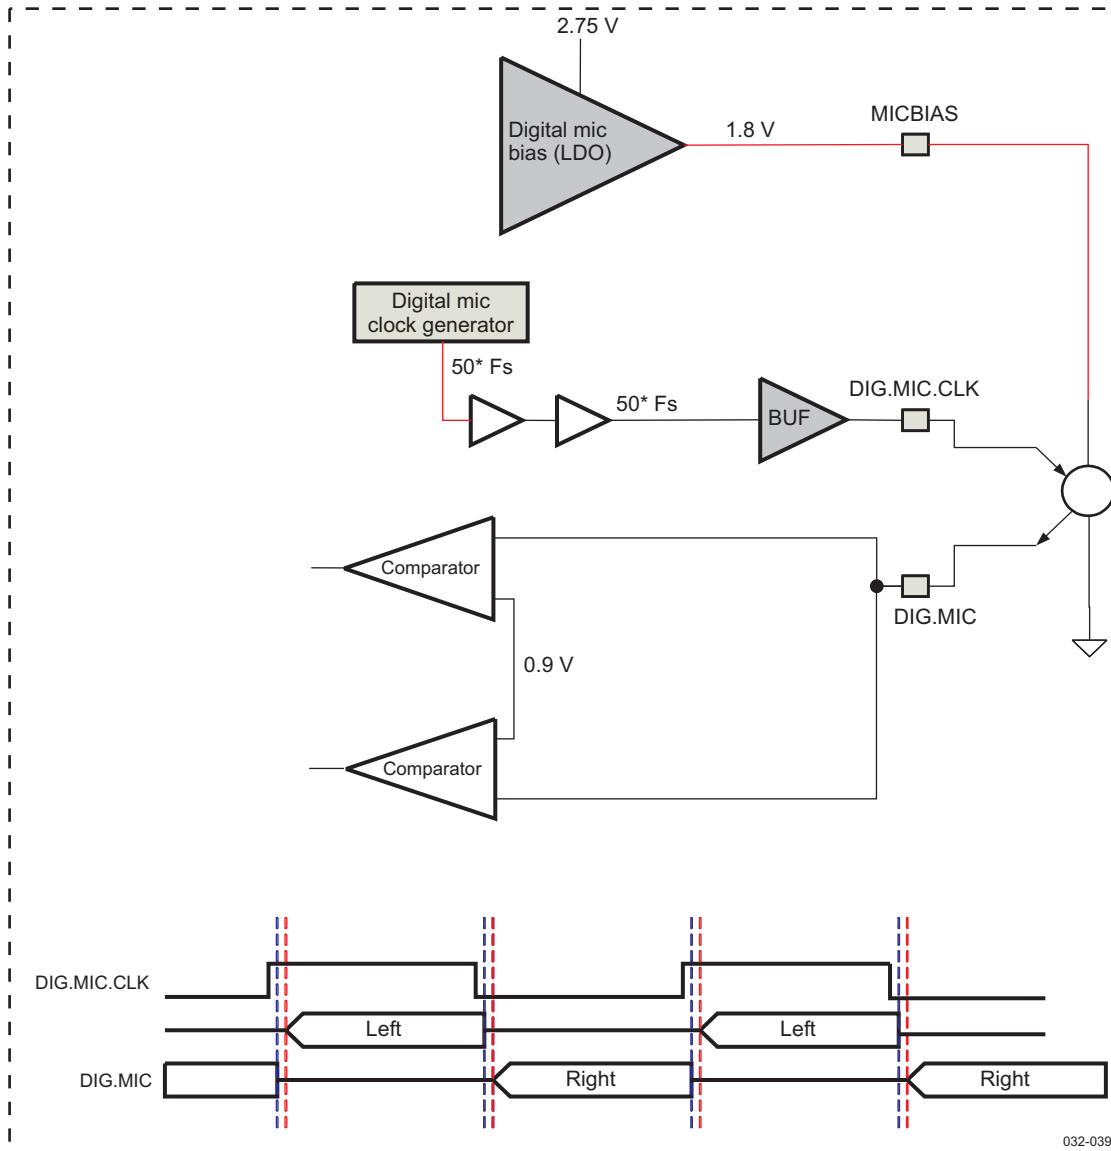 2.75 V
Digital mic
bias (LDO)
1.8 V
MICBIAS
Digital mic
clock generator
50* Fs
50* Fs
BUF
DIG.MIC.CLK
Comparator
DIG.MIC
0.9 V
Comparator
DIG.MIC.CLK
Left
Left
DIG.MIC
Right
Right
032-039